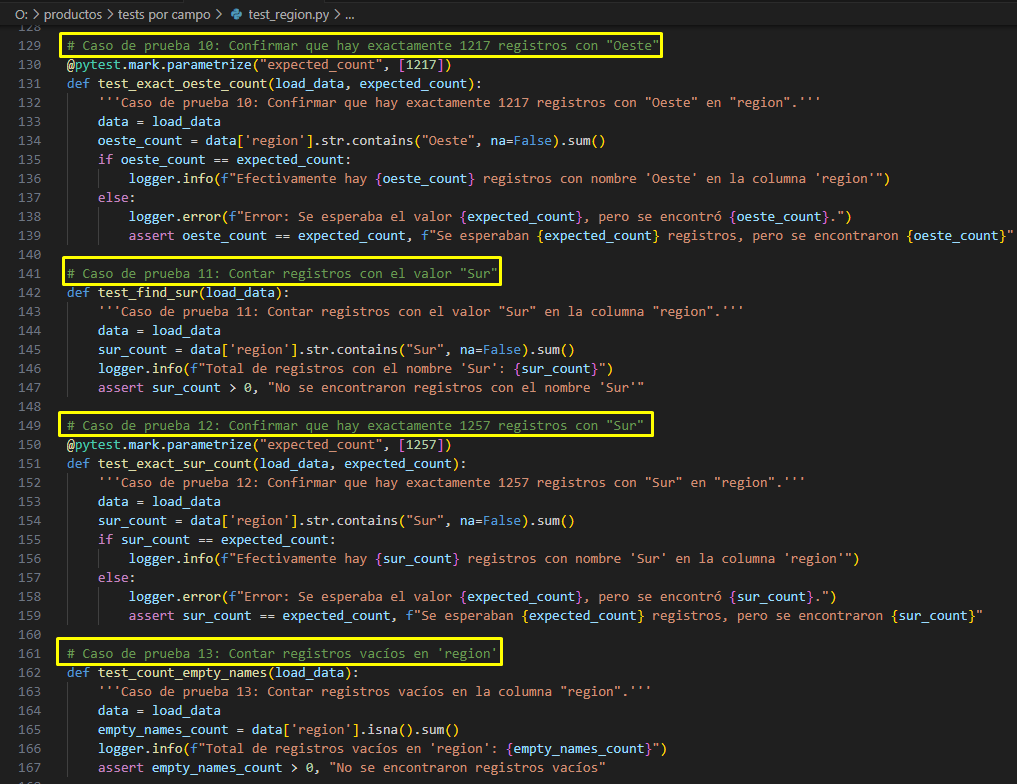 O: > productos > tests por campo > test_region.py > ...
128
129 # Caso de prueba 10: Confirmar que hay exactamente 1217 registros con "Oeste"
130 @pytest.mark.parametrize("expected_count", [1217])
131 def test_exact_oeste_count(load_data, expected_count):
132     '''Caso de prueba 10: Confirmar que hay exactamente 1217 registros con "Oeste" en "region".'''
133     data = load_data
134     oeste_count = data['region'].str.contains("Oeste", na=False).sum()
135     if oeste_count == expected_count:
136         logger.info(f"Efectivamente hay {oeste_count} registros con nombre 'Oeste' en la columna 'region'")
137     else:
138         logger.error(f"Error: Se esperaba el valor {expected_count}, pero se encontró {oeste_count}.")
139         assert oeste_count == expected_count, f"Se esperaban {expected_count} registros, pero se encontraron {oeste_count}"
140
141 # Caso de prueba 11: Contar registros con el valor "Sur"
142 def test_find_sur(load_data):
143     '''Caso de prueba 11: Contar registros con el valor "Sur" en la columna "region".'''
144     data = load_data
145     sur_count = data['region'].str.contains("Sur", na=False).sum()
146     logger.info(f"Total de registros con el nombre 'Sur': {sur_count}")
147     assert sur_count > 0, "No se encontraron registros con el nombre 'Sur'"
148
149 # Caso de prueba 12: Confirmar que hay exactamente 1257 registros con "Sur"
150 @pytest.mark.parametrize("expected_count", [1257])
151 def test_exact_sur_count(load_data, expected_count):
152     '''Caso de prueba 12: Confirmar que hay exactamente 1257 registros con "Sur" en "region".'''
153     data = load_data
154     sur_count = data['region'].str.contains("Sur", na=False).sum()
155     if sur_count == expected_count:
156         logger.info(f"Efectivamente hay {sur_count} registros con nombre 'Sur' en la columna 'region'")
157     else:
158         logger.error(f"Error: Se esperaba el valor {expected_count}, pero se encontró {sur_count}.")
159         assert sur_count == expected_count, f"Se esperaban {expected_count} registros, pero se encontraron {sur_count}"
160
161 # Caso de prueba 13: Contar registros vacíos en 'region'
162 def test_count_empty_names(load_data):
163     '''Caso de prueba 13: Contar registros vacíos en la columna "region".'''
164     data = load_data
165     empty_names_count = data['region'].isna().sum()
166     logger.info(f"Total de registros vacíos en 'region': {empty_names_count}")
167     assert empty_names_count > 0, "No se encontraron registros vacíos"